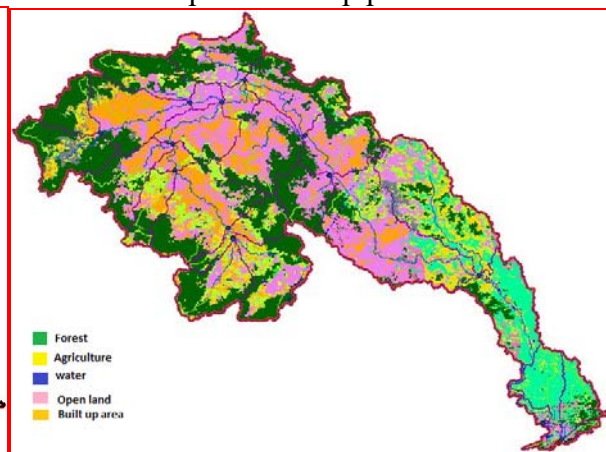 Forest
Agriculture
water
Open land
Built up area